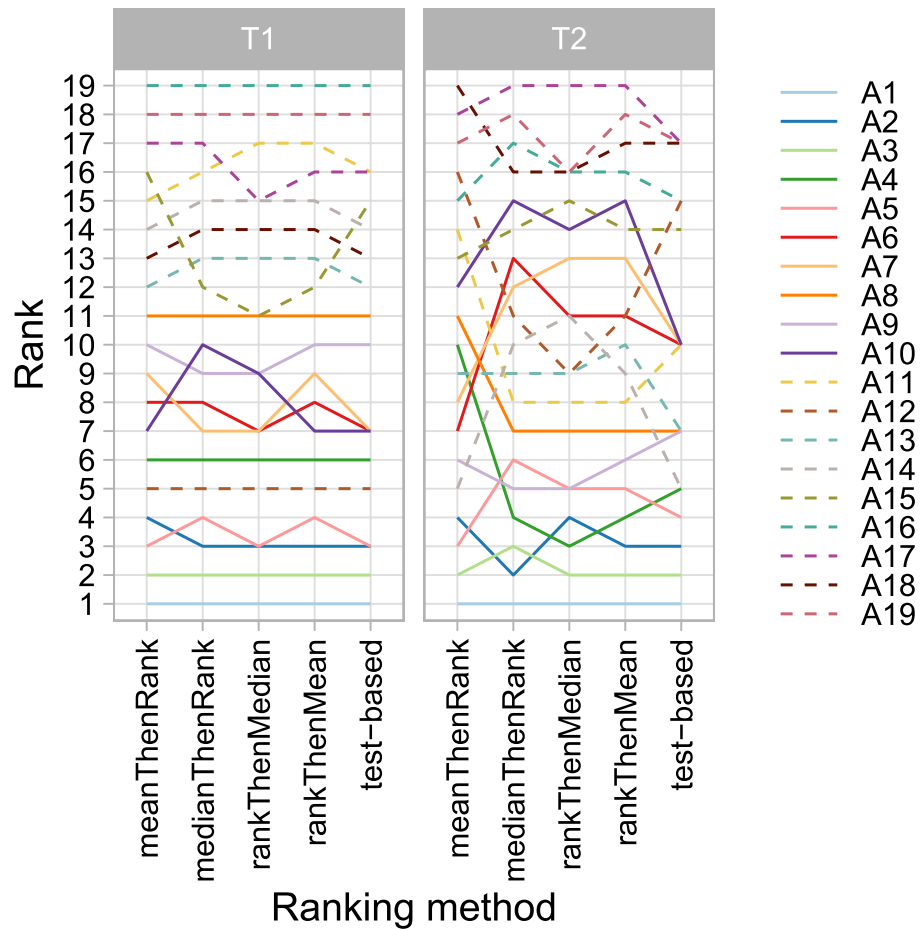 T1
T2
Rank
19
18
17
16
15
14
13
12
11
10
9
8
7
6
5
4
3
2
1
meanThenRank
medianThenRank
rankThenMedian
rankThenMean
test−based
meanThenRank
medianThenRank
rankThenMedian
rankThenMean
test−based
Ranking method
A1
A2
A3
A4
A5
A6
A7
A8
A9
A10
A11
A12
A13
A14
A15
A16
A17
A18
A19